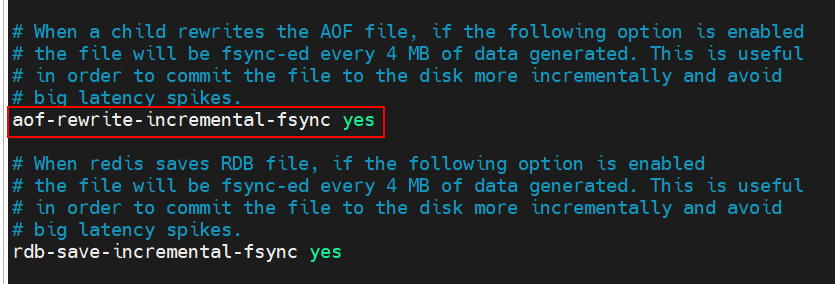 # When a child rewrites the AOF file, if the following option is enabled
# the file will be fsync-ed every 4 MB of data generated. This is useful
# in order to commit the file to the disk more incrementally and avoid
# big latency spikes.
aof-rewrite-incremental-fsync yes
# When redis saves RDB file, if the following option is enabled
# the file will be fsync-ed every 4 MB of data generated. This is useful
# in order to commit the file to the disk more incrementally and avoid
# big latency spikes.
rdb-save-incremental-fsync yes